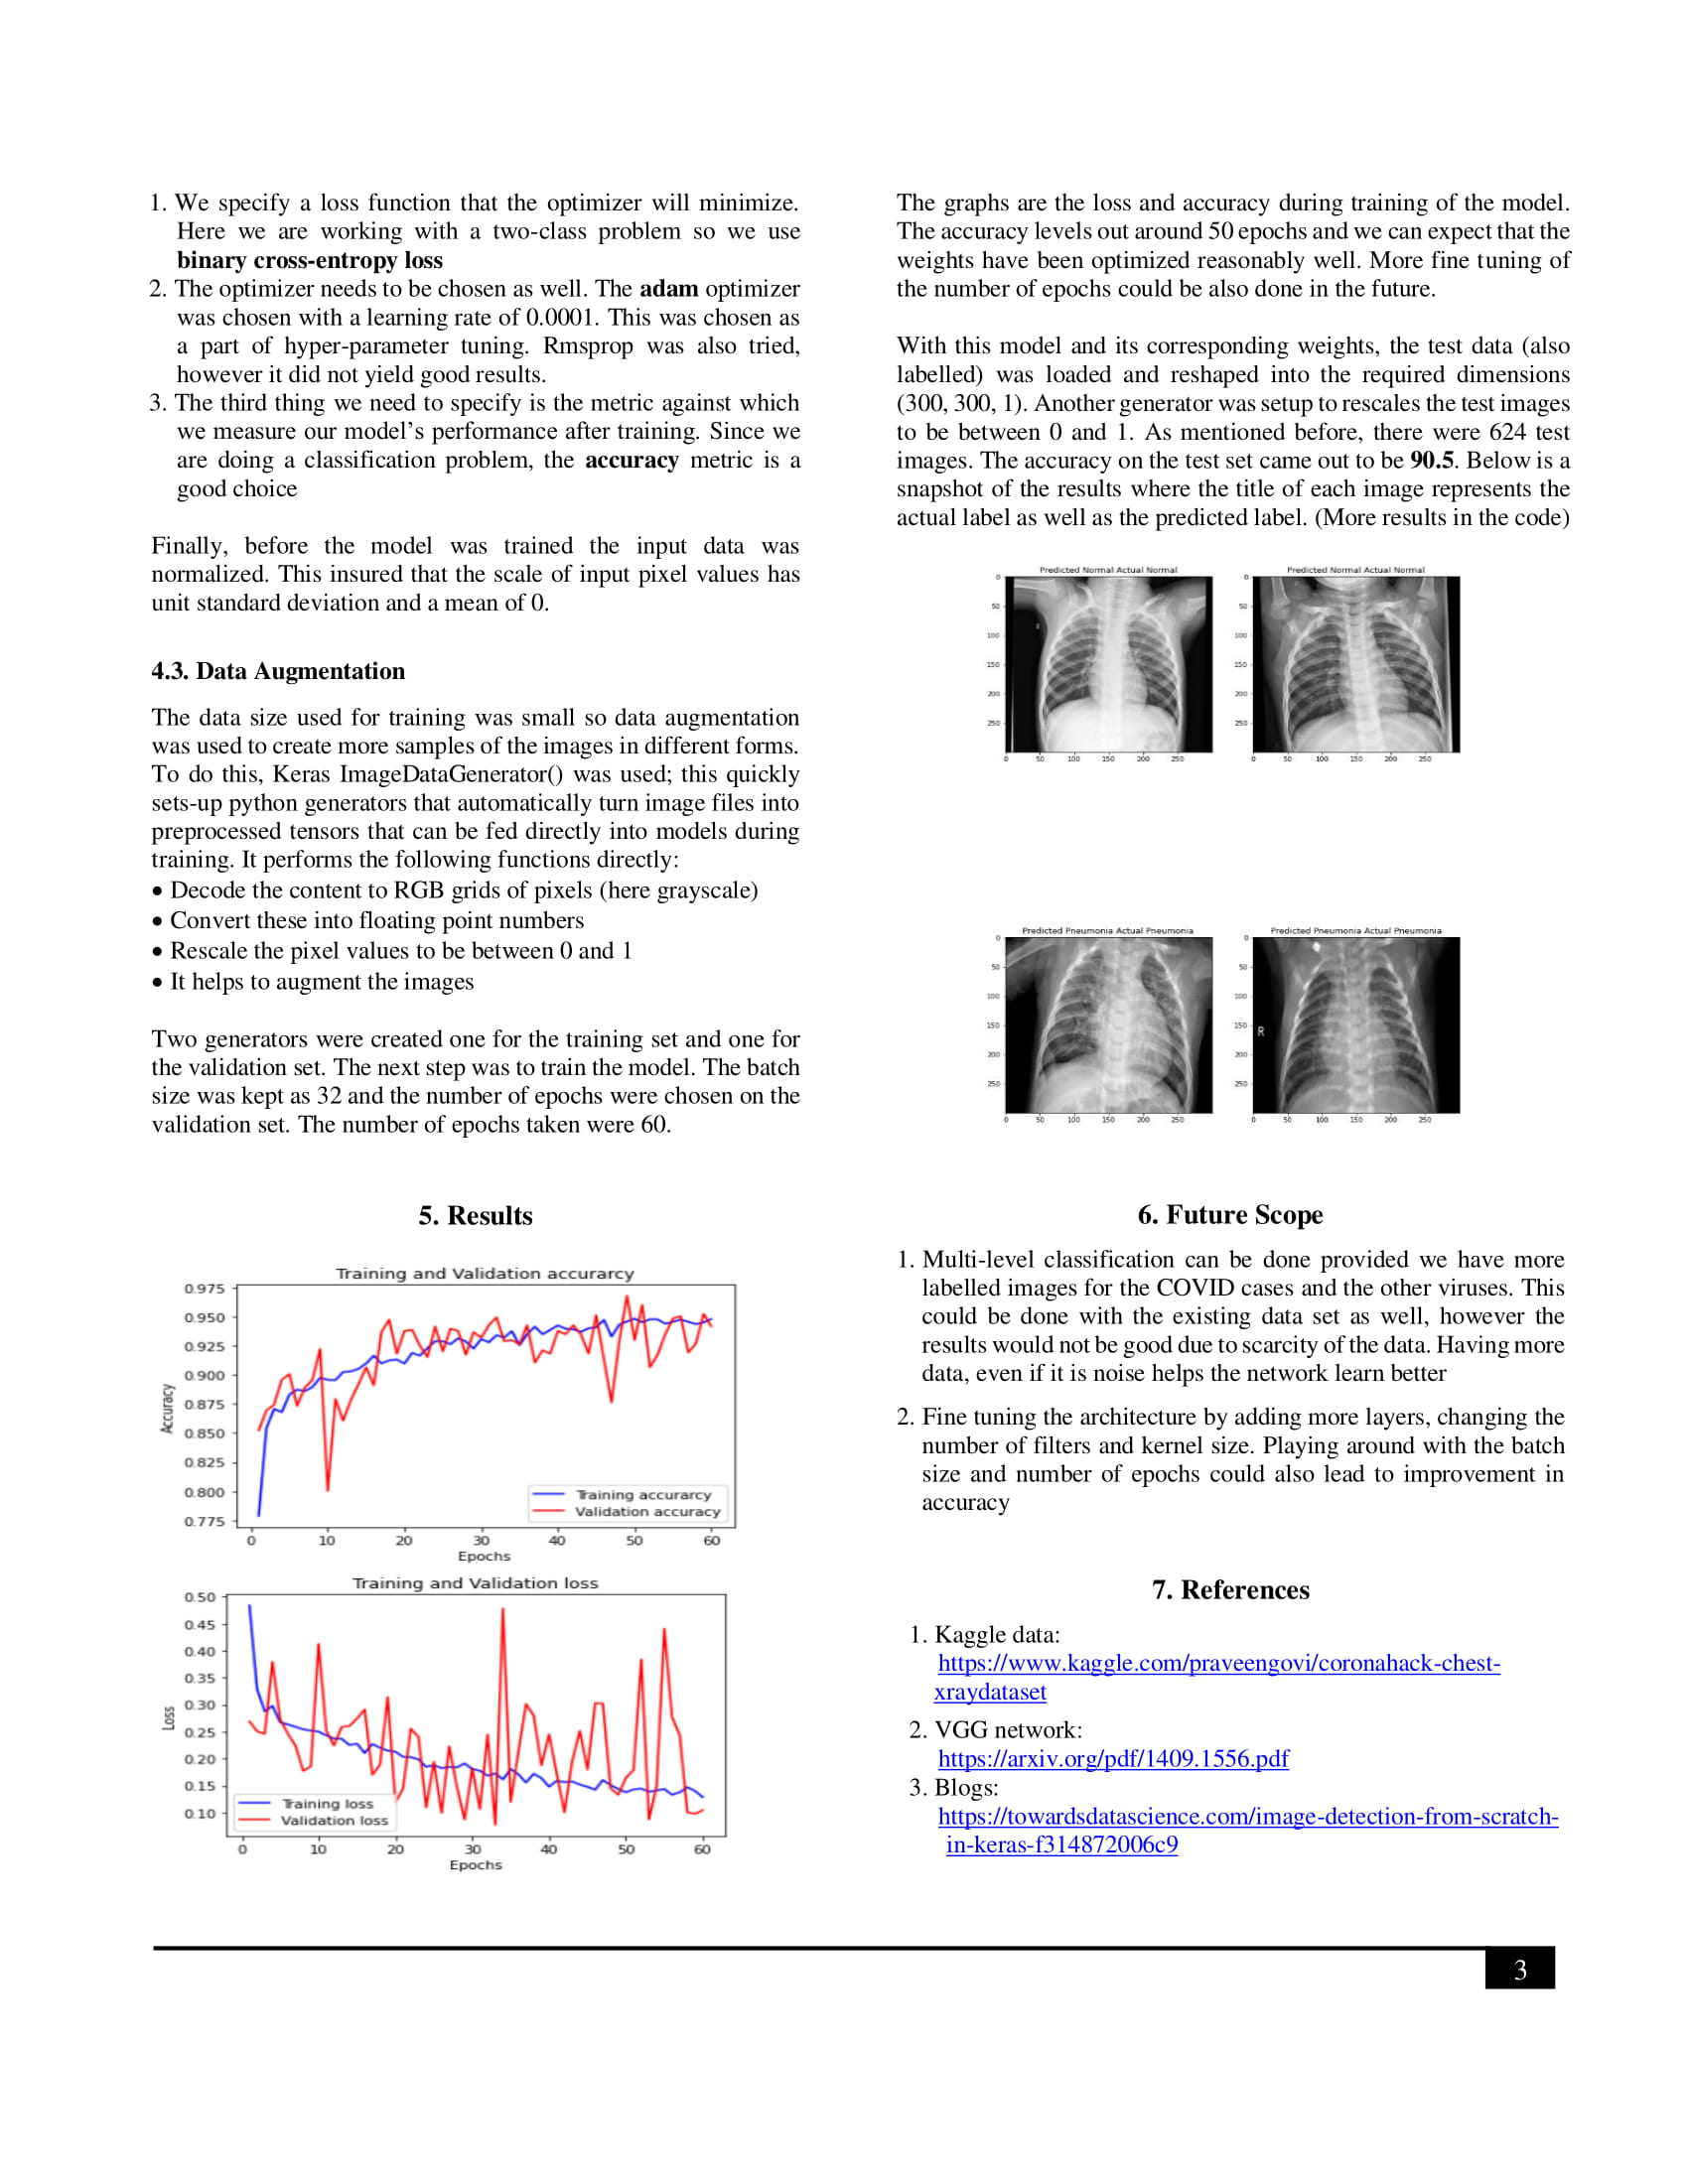 1. We specify a loss function that the optimizer will minimize.
Here we are working with a two-class problem so we use
binary cross-entropy loss
2. The optimizer needs to be chosen as well. The adam optimizer
was chosen with a learning rate of 0.0001. This was chosen as
a part of hyper-parameter tuning. Rmsprop was also tried,
however it did not yield good results.
3. The third thing we need to specify is the metric against which
we measure our model's performance after training. Since we
are doing a classification problem, the accuracy metric is a
good choice
Finally, before the model was trained the input data was
normalized. This insured that the scale of input pixel values has
unit standard deviation and a mean of 0.
4.3. Data Augmentation
The data size used for training was small so data augmentation
was used to create more samples of the images in different forms.
To do this, Keras ImageDataGenerator() was used; this quickly
sets-up python generators that automatically turn image files into
preprocessed tensors that can be fed directly into models during
training. It performs the following functions directly:
• Decode the content to RGB grids of pixels (here grayscale)
• Convert these into floating point numbers
• Rescale the pixel values to be between 0 and 1
• It helps to augment the images
Two generators were created one for the training set and one for
the validation set. The next step was to train the model. The batch
size was kept as 32 and the number of epochs were chosen on the
validation set. The number of epochs taken were 60.
5. Results
Training and Validation accurarcy
0.975
0.950
0.925
0.900
0.875
0.850
0.825
0.800
0.775
Accuracy
Training accurarcy
Validation accuracy
0 10 20 30 40 50 60
Epochs
Training and Validation loss
0.50
0.45
0.40
0.35
0.30
0.25
0.20
0.15
0.10
Loss
Training loss
Validation loss
0 10 20 30 40 50 60
Epochs
The graphs are the loss and accuracy during training of the model.
The accuracy levels out around 50 epochs and we can expect that the
weights have been optimized reasonably well. More fine tuning of
the number of epochs could be also done in the future.
With this model and its corresponding weights, the test data (also
labelled) was loaded and reshaped into the required dimensions
(300, 300, 1). Another generator was setup to rescales the test images
to be between 0 and 1. As mentioned before, there were 624 test
images. The accuracy on the test set came out to be 90.5. Below is a
snapshot of the results where the title of each image represents the
actual label as well as the predicted label. (More results in the code)
Predicted Normal Actual Normal
0
50
100
150
200
250
0 50 100 150 200 250
Predicted Normal Actual Normal
0
50
100
150
200
250
0 50 100 150 200 250
Predicted Pneumonia Actual Pneumonia
0
50
100
150
200
250
0 50 100 150 200 250
Predicted Pneumonia Actual Pneumonia
0
50
100
150
200
250
R
0 50 100 150 200 250
6. Future Scope
1. Multi-level classification can be done provided we have more
labelled images for the COVID cases and the other viruses. This
could be done with the existing data set as well, however the
results would not be good due to scarcity of the data. Having more
data, even if it is noise helps the network learn better
2. Fine tuning the architecture by adding more layers, changing the
number of filters and kernel size. Playing around with the batch
size and number of epochs could also lead to improvement in
accuracy
7. References
1. Kaggle data:
https://www.kaggle.com/praveengovi/coronahack-chest-
xraydataset
2. VGG network:
https://arxiv.org/pdf/1409.1556.pdf
3. Blogs:
https://towardsdatascience.com/image-detection-from-scratch-
in-keras-f314872006c9
3